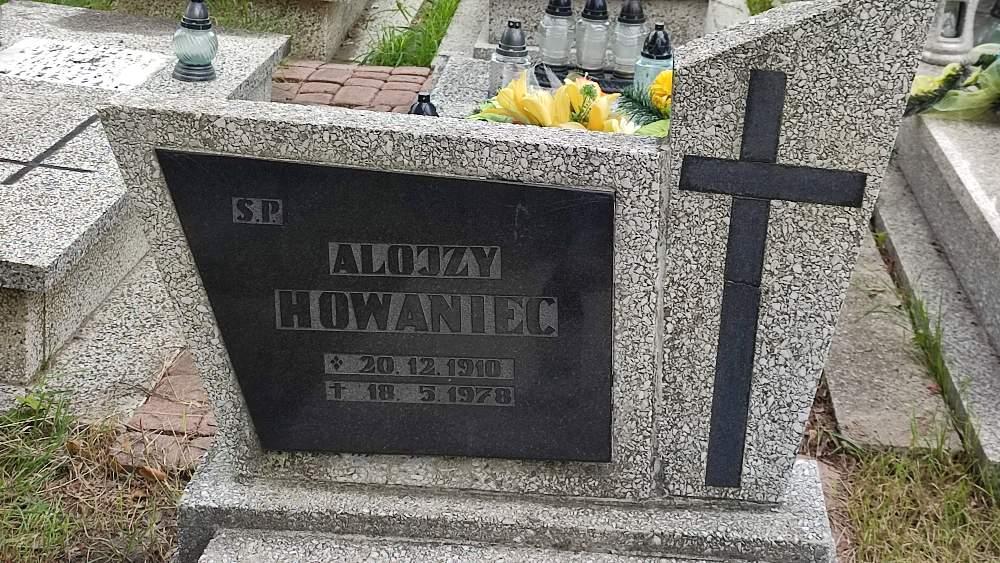 S.P.
ALOJZY
HOWANIEC
20.12.1910
✝ 18. 5.1978